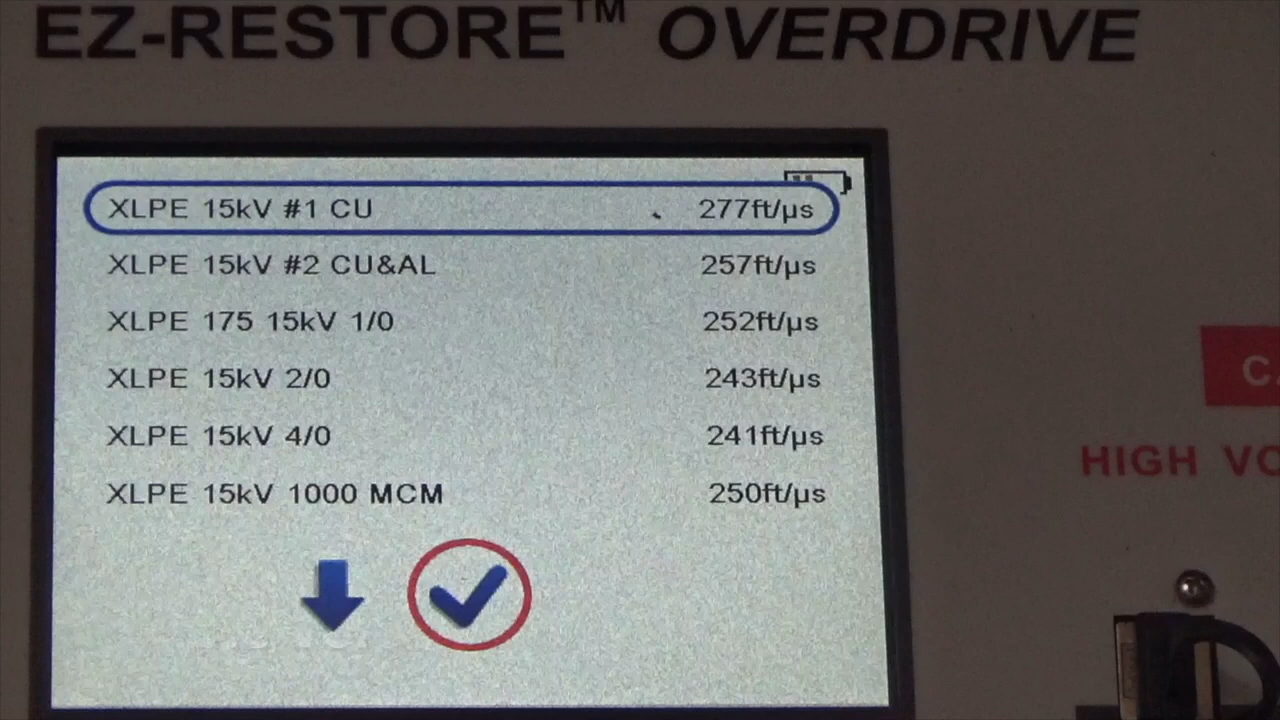 EZ-RESTORE™ OVERDRIVE
XLPE 15kV #1 CU 277ft/µs
XLPE 15kV #2 CU&AL 257ft/µs
XLPE 175 15kV 1/0 252ft/µs
XLPE 15kV 2/0 243ft/µs
XLPE 15kV 4/0 241ft/µs
XLPE 15kV 1000 MCM 250ft/µs
HIGH